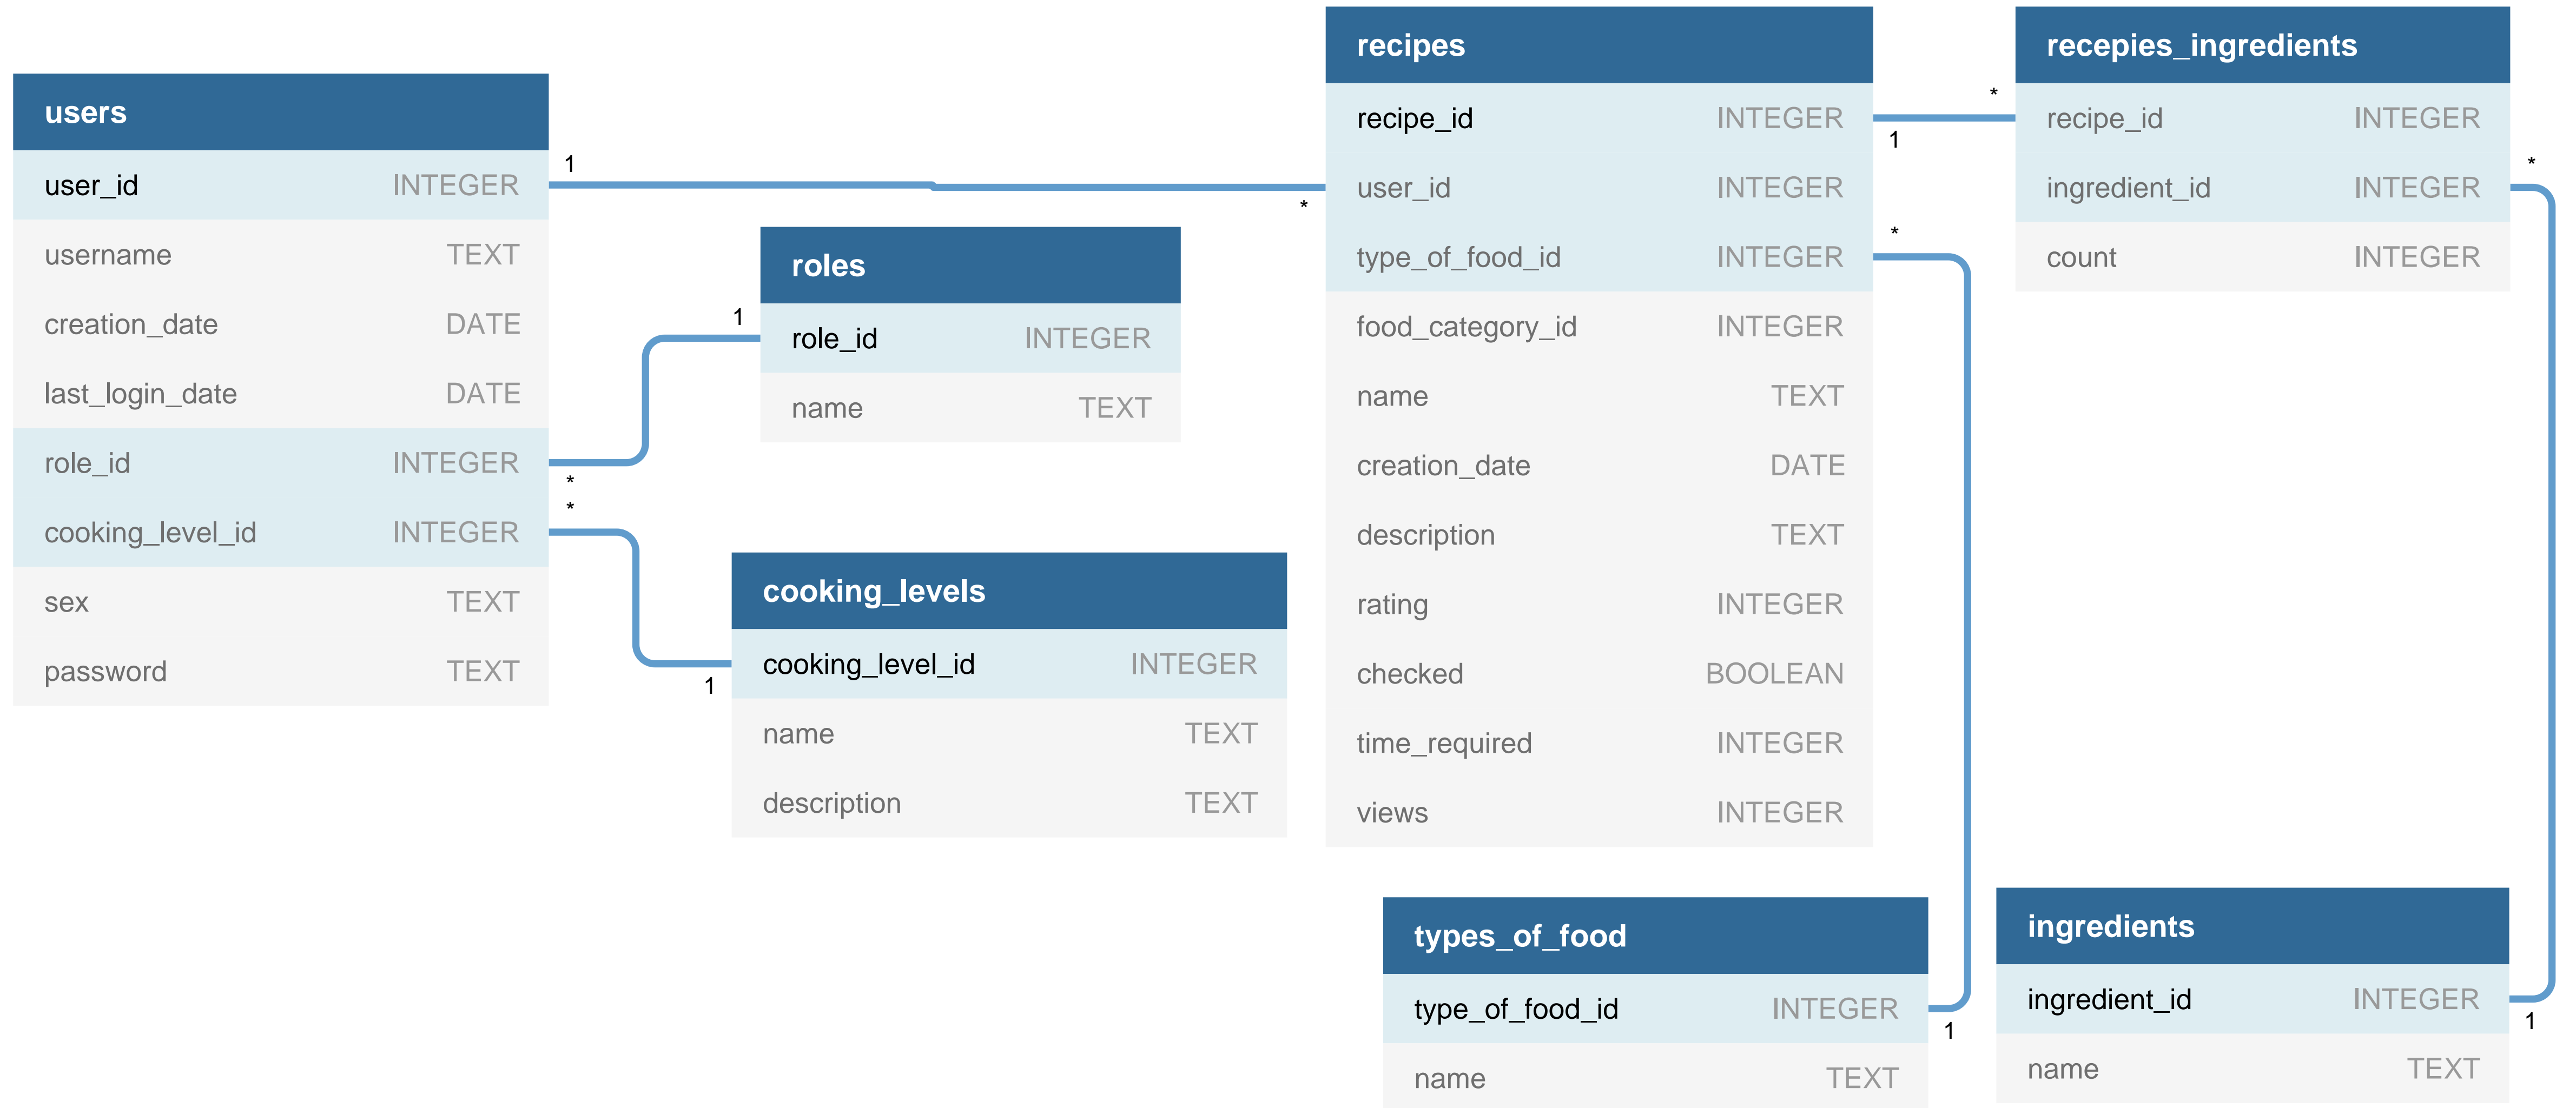 users
user_id INTEGER
username TEXT
creation_date DATE
last_login_date DATE
role_id INTEGER
cooking_level_id INTEGER
sex TEXT
password TEXT
1
*
*
*
roles
role_id INTEGER
name TEXT
1
cooking_levels
cooking_level_id INTEGER
name TEXT
description TEXT
1
recipes
recipe_id INTEGER
user_id INTEGER
type_of_food_id INTEGER
food_category_id INTEGER
name TEXT
creation_date DATE
description TEXT
rating INTEGER
checked BOOLEAN
time_required INTEGER
views INTEGER
1
*
*
recepies_ingredients
recipe_id INTEGER
ingredient_id INTEGER
count INTEGER
*
types_of_food
type_of_food_id INTEGER
name TEXT
1
ingredients
ingredient_id INTEGER
name TEXT
1